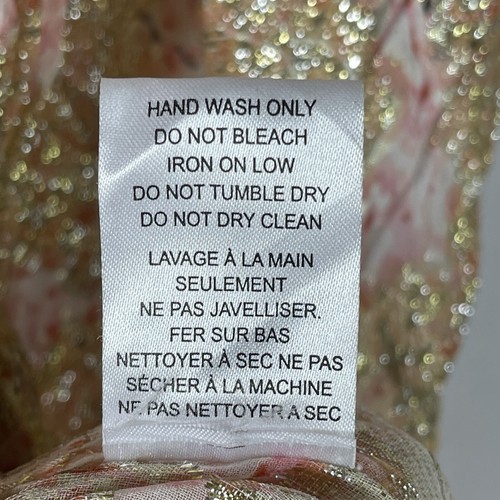 HAND WASH ONLY
DO NOT BLEACH
IRON ON LOW
DO NOT TUMBLE DRY
DO NOT DRY CLEAN
LAVAGE À LA MAIN
SEULEMENT
NE PAS JAVELLISER.
FER SUR BAS
NETTOYER À SEC NE PAS
SÉCHER À LA MACHINE
NE PAS NETTOYER A SEC